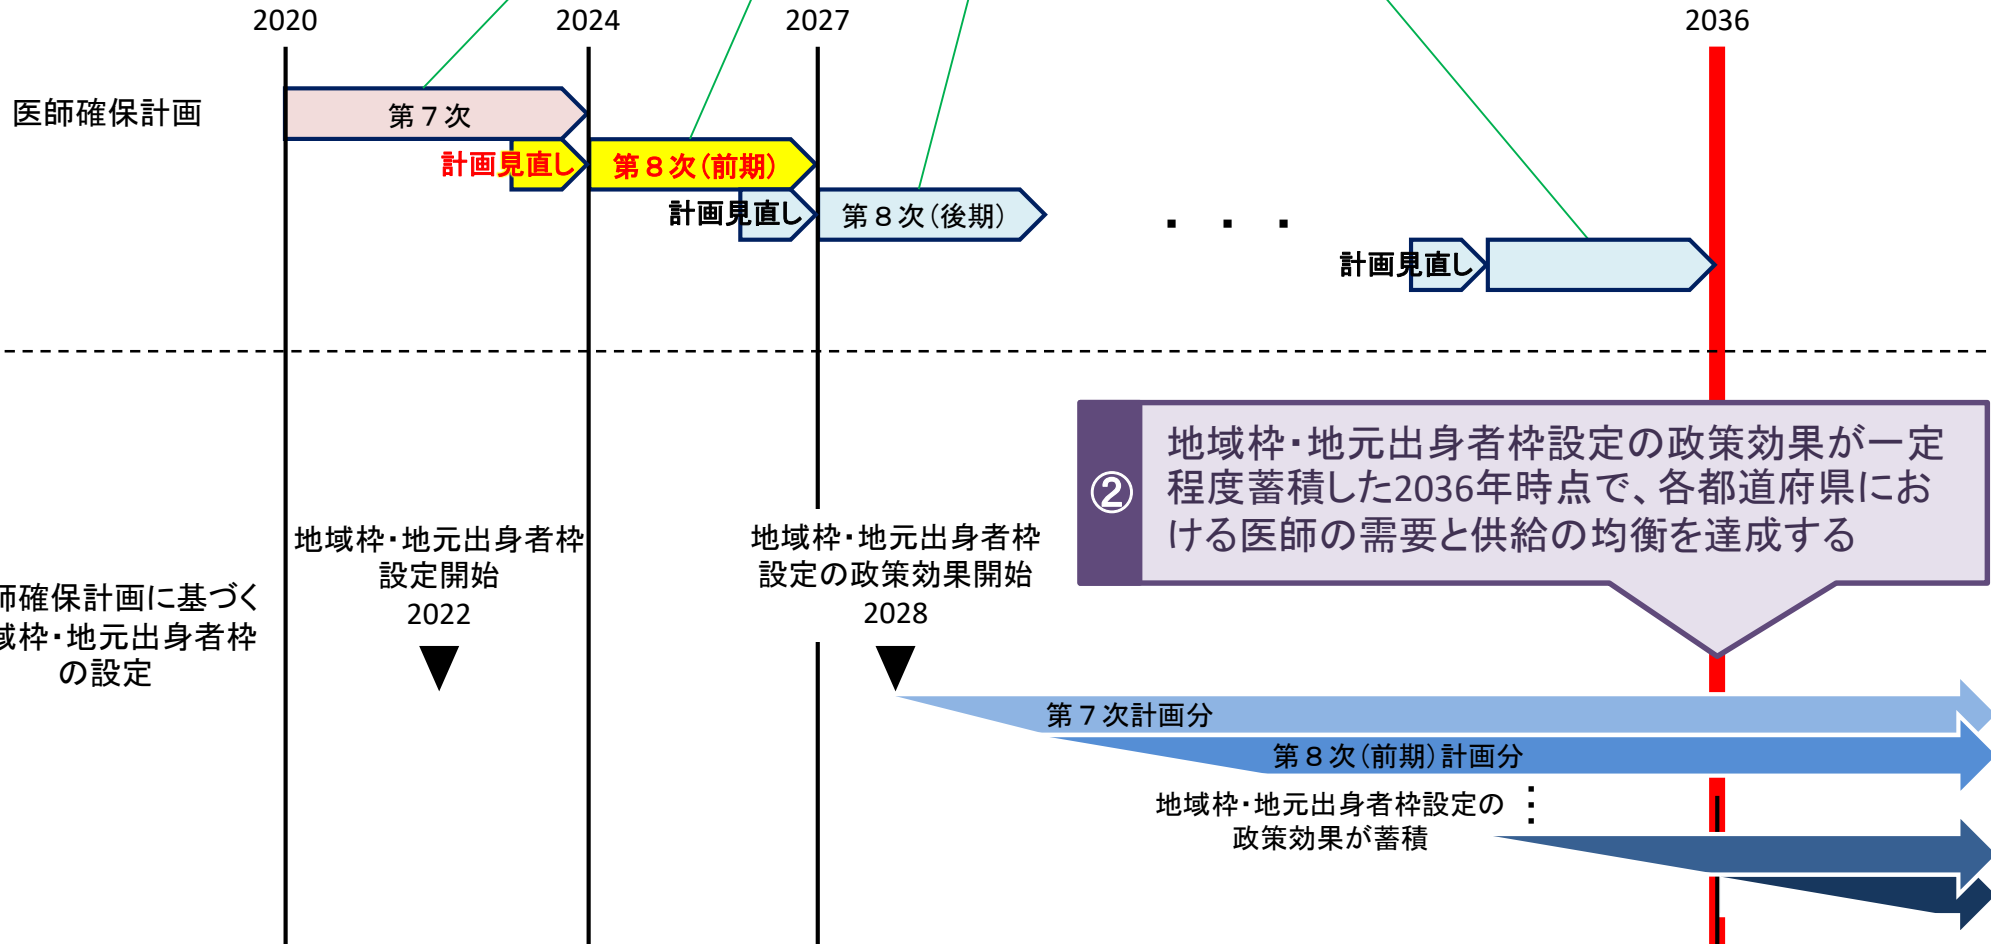 2020
2024
2027
2036
医師確保計画
第７次
計画見直し
第８次（前期）
計画見直し
第８次（後期）
・・・
計画見直し
②
地域枠・地元出身者枠設定の政策効果が一定
程度蓄積した2036年時点で、各都道府県にお
ける医師の需要と供給の均衡を達成する
地域枠・地元出身者枠
設定開始
2022
地域枠・地元出身者枠
設定の政策効果開始
2028
師確保計画に基づく
域枠・地元出身者枠
の設定
第７次計画分
第８次（前期）計画分
地域枠・地元出身者枠設定の
政策効果が蓄積